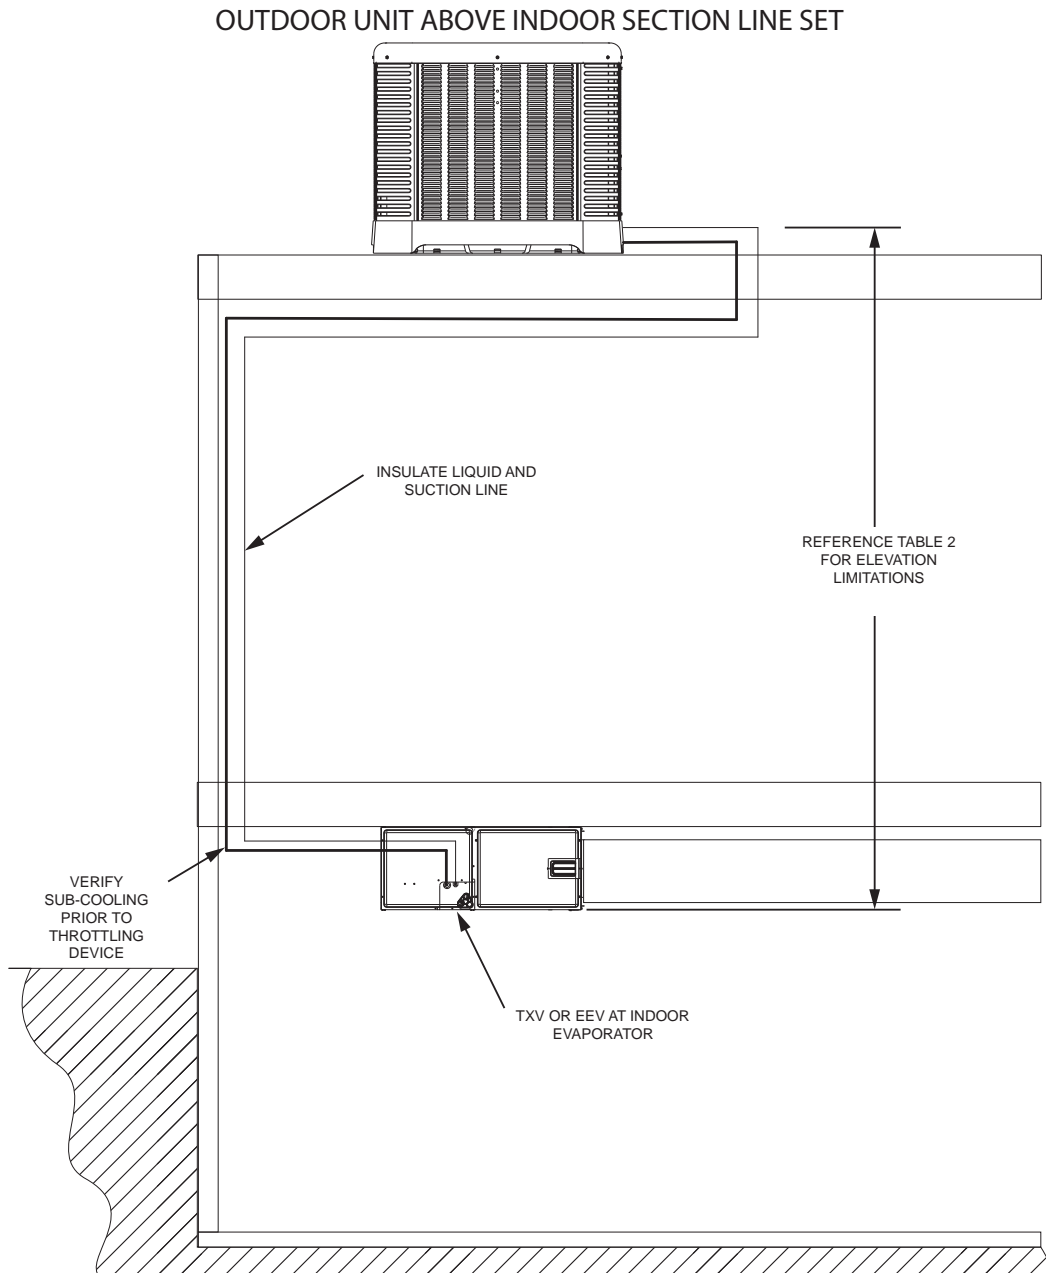 OUTDOOR UNIT ABOVE INDOOR SECTION LINE SET
INSULATE LIQUID AND
SUCTION LINE
REFERENCE TABLE 2
FOR ELEVATION
LIMITATIONS
VERIFY
SUB-COOLING
PRIOR TO
THROTTLING
DEVICE
TXV OR EEV AT INDOOR
EVAPORATOR